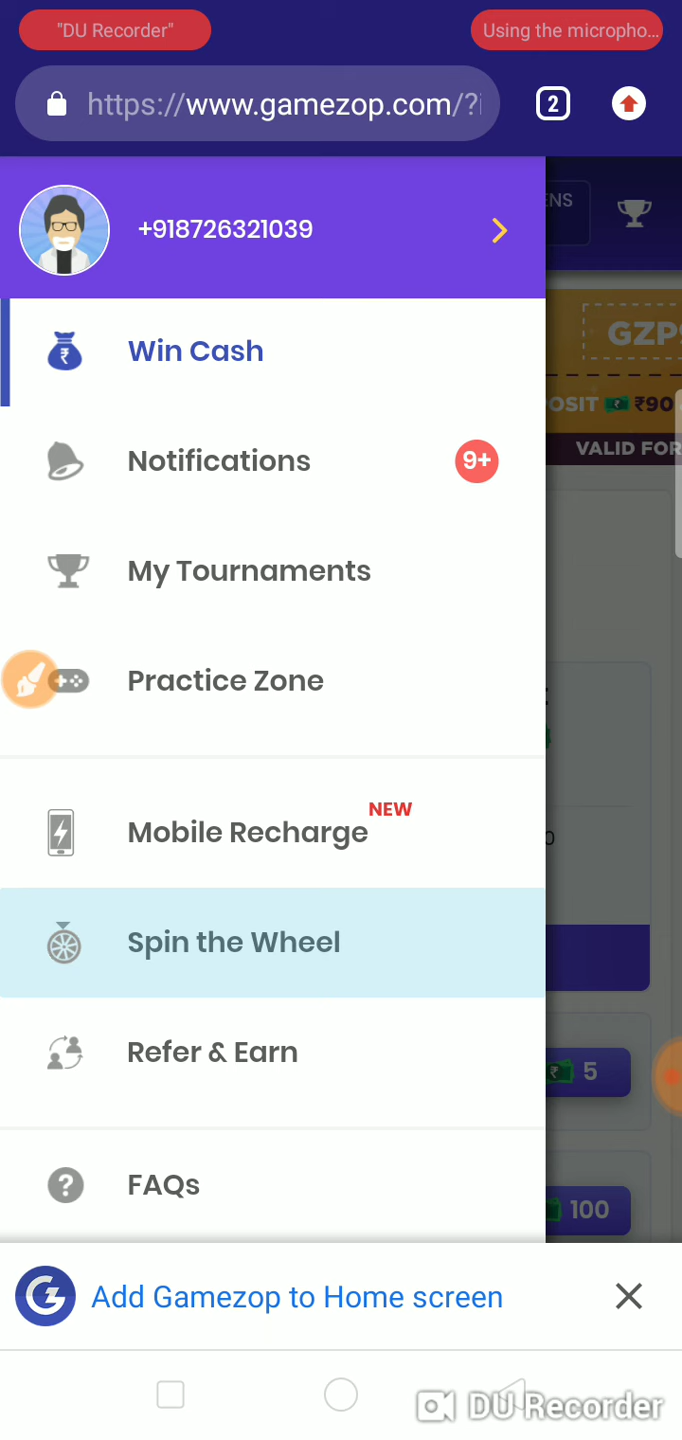 "DU Recorder"
Using the micropho...
https://www.gamezop.com/?i
2
ENS
+918726321039
Win Cash
GZP
OSIT ₹90
Notifications
9+
VALID FOR
My Tournaments
Practice Zone
NEW
Mobile Recharge
0
Spin the Wheel
Refer & Earn
₹ 5
FAQs
100
Add Gamezop to Home screen
DU Recorder